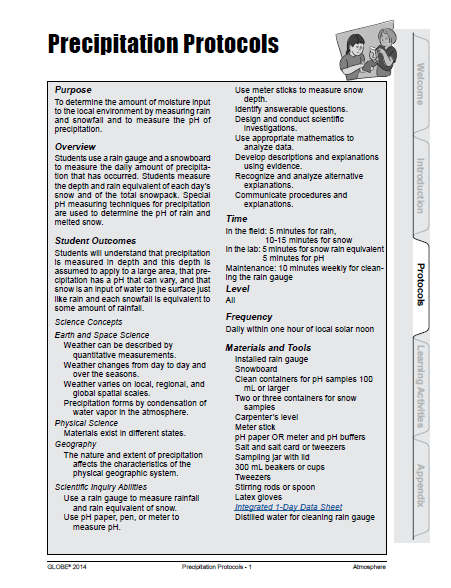 Precipitation Protocols
Purpose
To determine the amount of moisture input
to the local environment by measuring rain
and snowfall and to measure the pH of
precipitation.
Overview
Students use a rain gauge and a snowboard
to measure the daily amount of precipita-
tion that has occurred. Students measure
the depth and rain equivalent of each day's
snow and of the total snowpack. Special
pH measuring techniques for precipitation
are used to determine the pH of rain and
melted snow.
Student Outcomes
Students will understand that precipitation
is measured in depth and this depth is
assumed to apply to a large area, that pre-
cipitation has a pH that can vary, and that
snow is an input of water to the surface just
like rain and each snowfall is equivalent to
some amount of rainfall.
Science Concepts
Earth and Space Science
Weather can be described by
quantitative measurements.
Weather changes from day to day and
over the seasons.
Weather varies on local, regional, and
global spatial scales.
Precipitation forms by condensation of
water vapor in the atmosphere.
Physical Science
Materials exist in different states.
Geography
The nature and extent of precipitation
affects the characteristics of the
physical geographic system.
Scientific Inquiry Abilities
Use a rain gauge to measure rainfall
and rain equivalent of snow.
Use pH paper, pen, or meter to
measure pH.
Use meter sticks to measure snow
depth.
Identify answerable questions.
Design and conduct scientific
investigations.
Use appropriate mathematics to
analyze data.
Develop descriptions and explanations
using evidence.
Recognize and analyze alternative
explanations.
Communicate procedures and
explanations.
Time
In the field: 5 minutes for rain,
10-15 minutes for snow
In the lab: 5 minutes for snow rain equivalent
5 minutes for pH
Maintenance: 10 minutes weekly for clean-
ing the rain gauge
Level
All
Frequency
Daily within one hour of local solar noon
Materials and Tools
Installed rain gauge
Snowboard
Clean containers for pH samples 100
mL or larger
Two or three containers for snow
samples
Carpenter's level
Meter stick
pH paper OR meter and pH buffers
Salt and salt card or tweezers
Sampling jar with lid
300 mL beakers or cups
Tweezers
Stirring rods or spoon
Latex gloves
Integrated 1-Day Data Sheet
Distilled water for cleaning rain gauge
Welcome
Introduction
Protocols
Learning Activities
Appendix
GLOBE® 2014
Precipitation Protocols - 1
Atmosphere